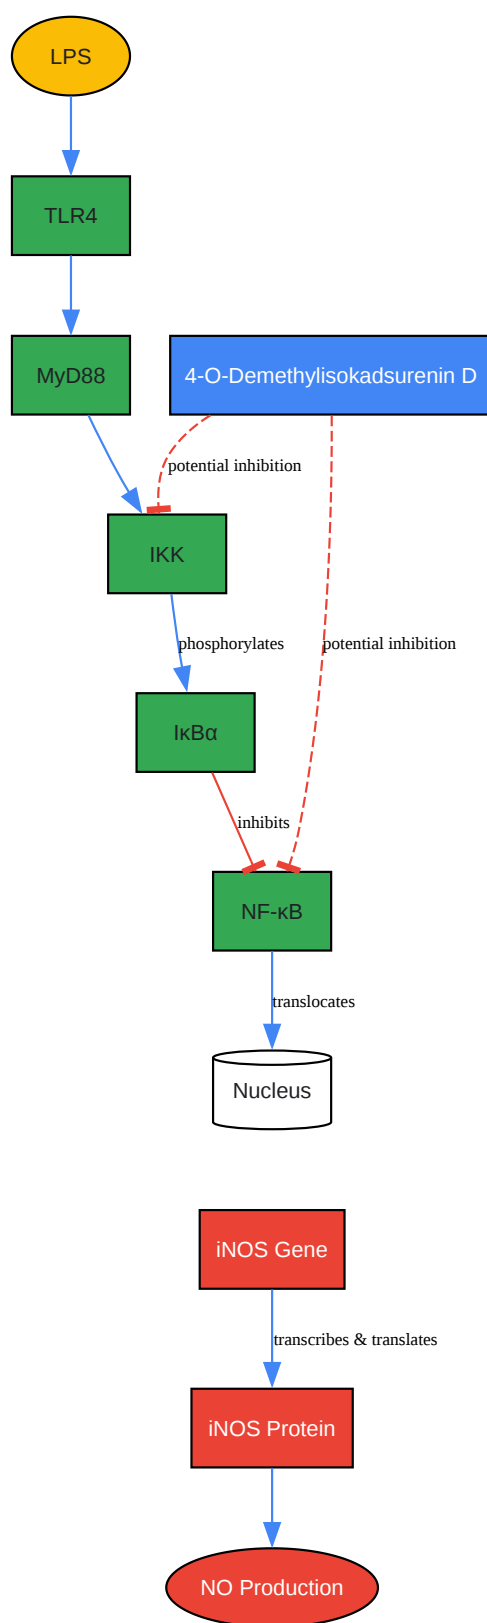 LPS
TLR4
MyD88
4-O-Demethylisokadsurenin D
potential inhibition
IKK
phosphorylates
potential inhibition
IκBα
inhibits
NF-κB
translocates
Nucleus
iNOS Gene
transcribes & translates
iNOS Protein
NO Production